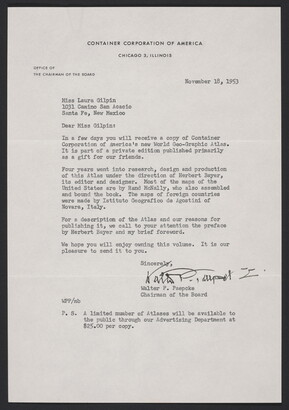 CONTAINER CORPORATION OF AMERICA
CHICAGO 3, ILLINOIS
OFFICE OF
THE CHAIRMAN OF THE BOARD
November 18, 1953
Miss Laura Gilpin
1031 Camino San Acacio
Santa Fe, New Mexico
Dear Miss Gilpin:
In a few days you will receive a copy of Container
Corporation of America's new World Geo-Graphic Atlas.
It is part of a private edition published primarily
as a gift for our friends.
Four years went into research, design and production
of this Atlas under the direction of Herbert Bayer,
its editor and designer. Most of the maps of the
United States are by Rand McNally, who also assembled
and bound the book. The maps of foreign countries
were made by Istituto Geografico de Agostini of
Novara, Italy.
For a description of the Atlas and our reasons for
publishing it, we call to your attention the preface
by Herbert Bayer and my brief foreword.
We hope you will enjoy owning this volume. It is our
pleasure to send it to you.
Sincerely,
Walter P. Paepcke
Walter P. Paepcke
Chairman of the Board
WPP/mb
P. S. A limited number of Atlases will be available to
the public through our Advertising Department at
$25.00 per copy.